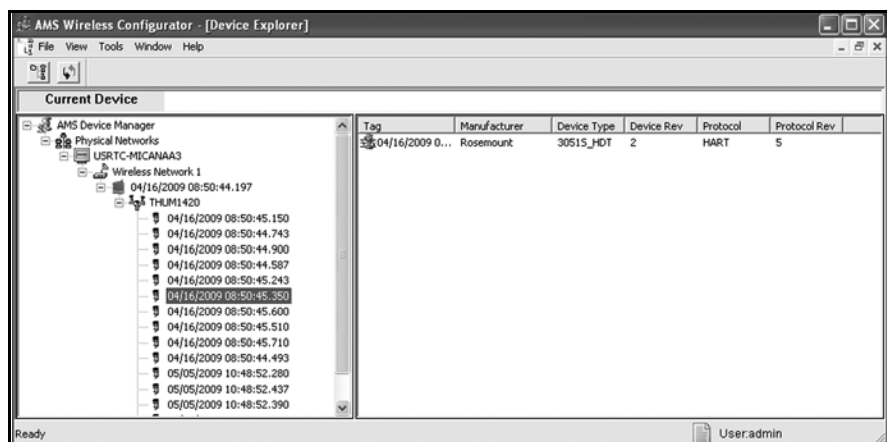 AMS Wireless Configurator - [Device Explorer]
File View Tools Window Help
Current Device
AMS Device Manager
Physical Networks
USRTC-MICANAA3
Wireless Network 1
04/16/2009 08:50:44.197
THUM1420
04/16/2009 08:50:45.150
04/16/2009 08:50:44.743
04/16/2009 08:50:44.900
04/16/2009 08:50:44.587
04/16/2009 08:50:45.243
04/16/2009 08:50:45.350
04/16/2009 08:50:45.600
04/16/2009 08:50:45.510
04/16/2009 08:50:45.710
04/16/2009 08:50:44.493
05/05/2009 10:48:52.280
05/05/2009 10:48:52.437
05/05/2009 10:48:52.390
Tag Manufacturer Device Type Device Rev Protocol Protocol Rev
04/16/2009 0... Rosemount 3051S_HDT 2 HART 5
Ready User:admin